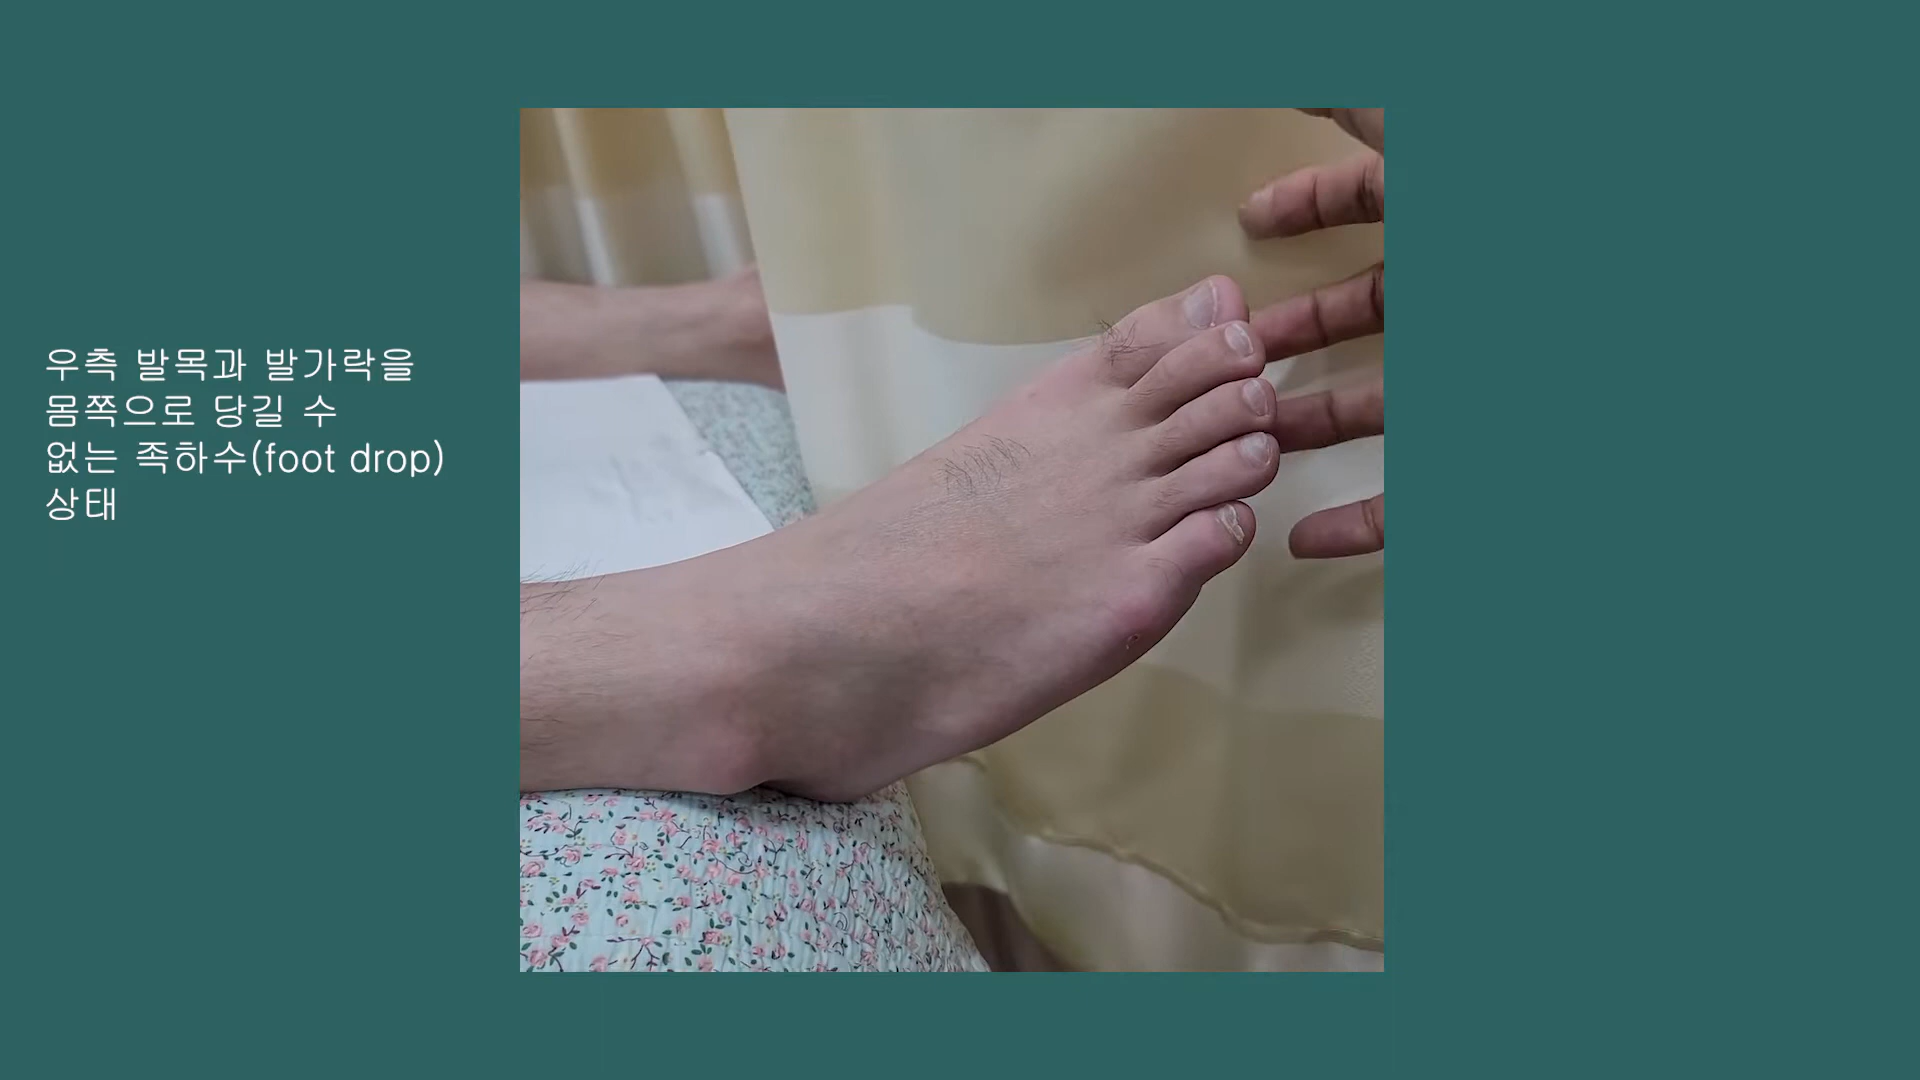 우측 발목과 발가락을
몸쪽으로 당길 수
없는 족하수(foot drop)
상태